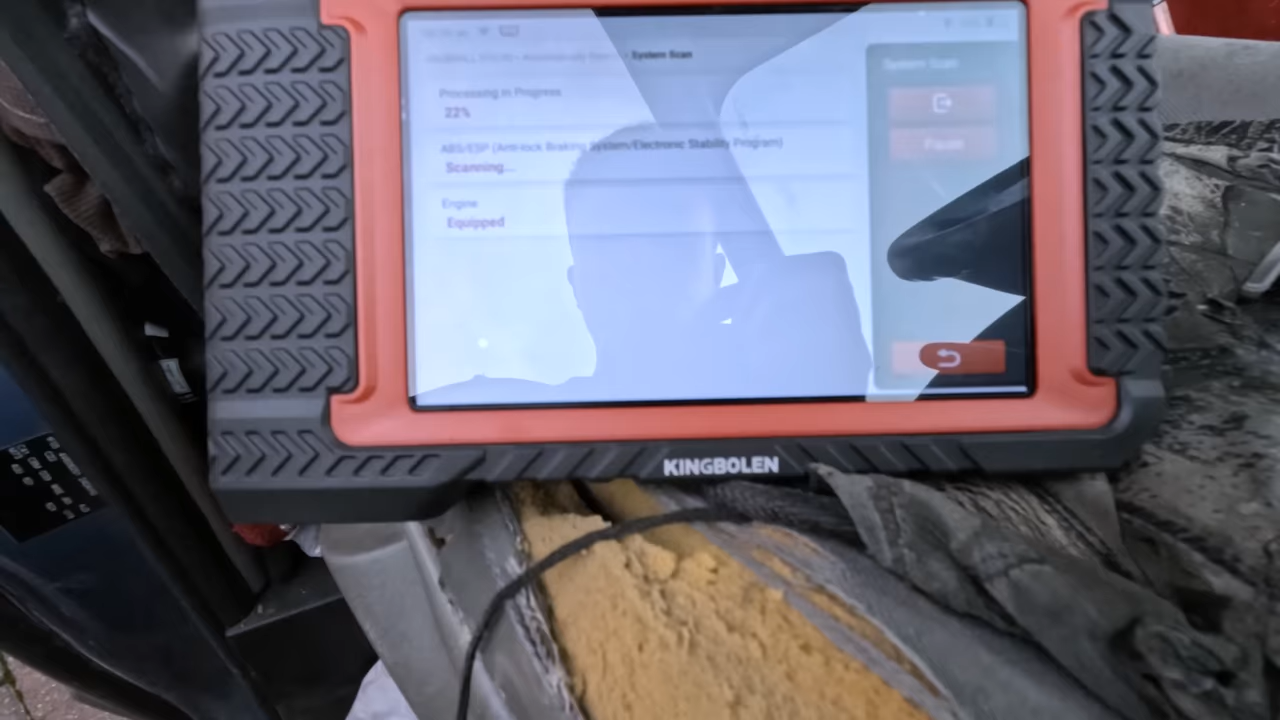 System Scan
System Scan
Processing in Progress
22%
Pause
ABS/ESP (Anti-lock Braking System/Electronic Stability Program)
Scanning...
Engine
Equipped
KINGBOLEN